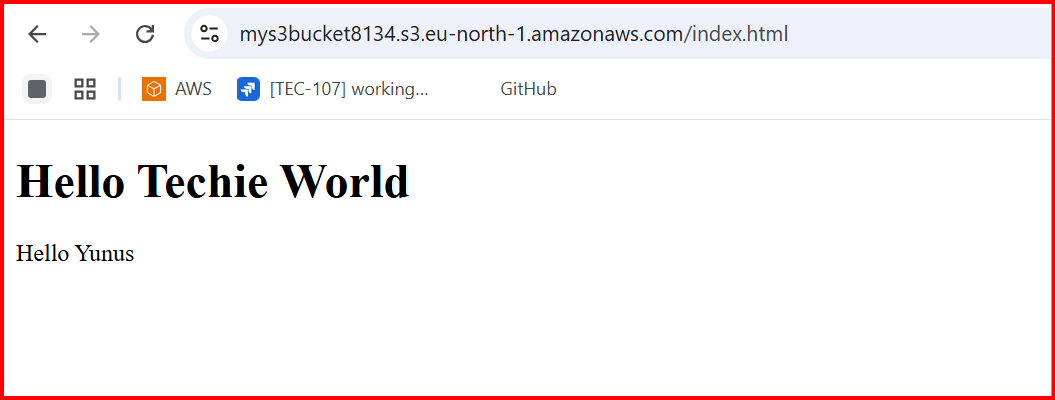 mys3bucket8134.s3.eu-north-1.amazonaws.com/index.html
AWS [TEC-107] working... GitHub
Hello Techie World
Hello Yunus